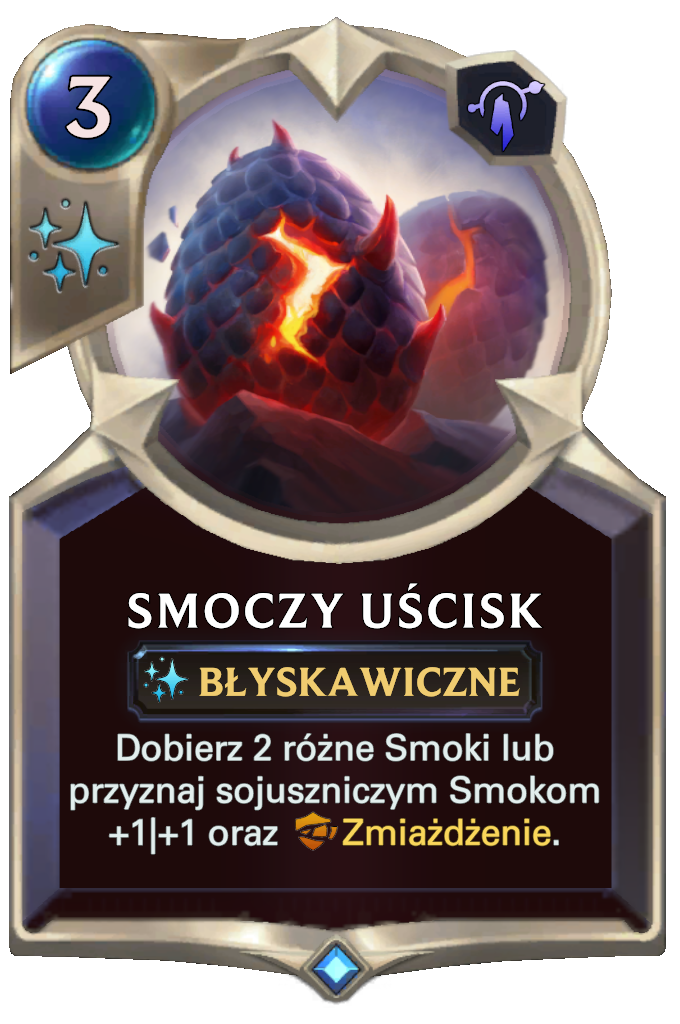 3
SMOCZY UŚCISK
BŁYSKAWICZNE
Dobierz 2 różne Smoki lub
przyznaj sojuszniczym Smokom
+1|+1 oraz Zmiażdżenie.